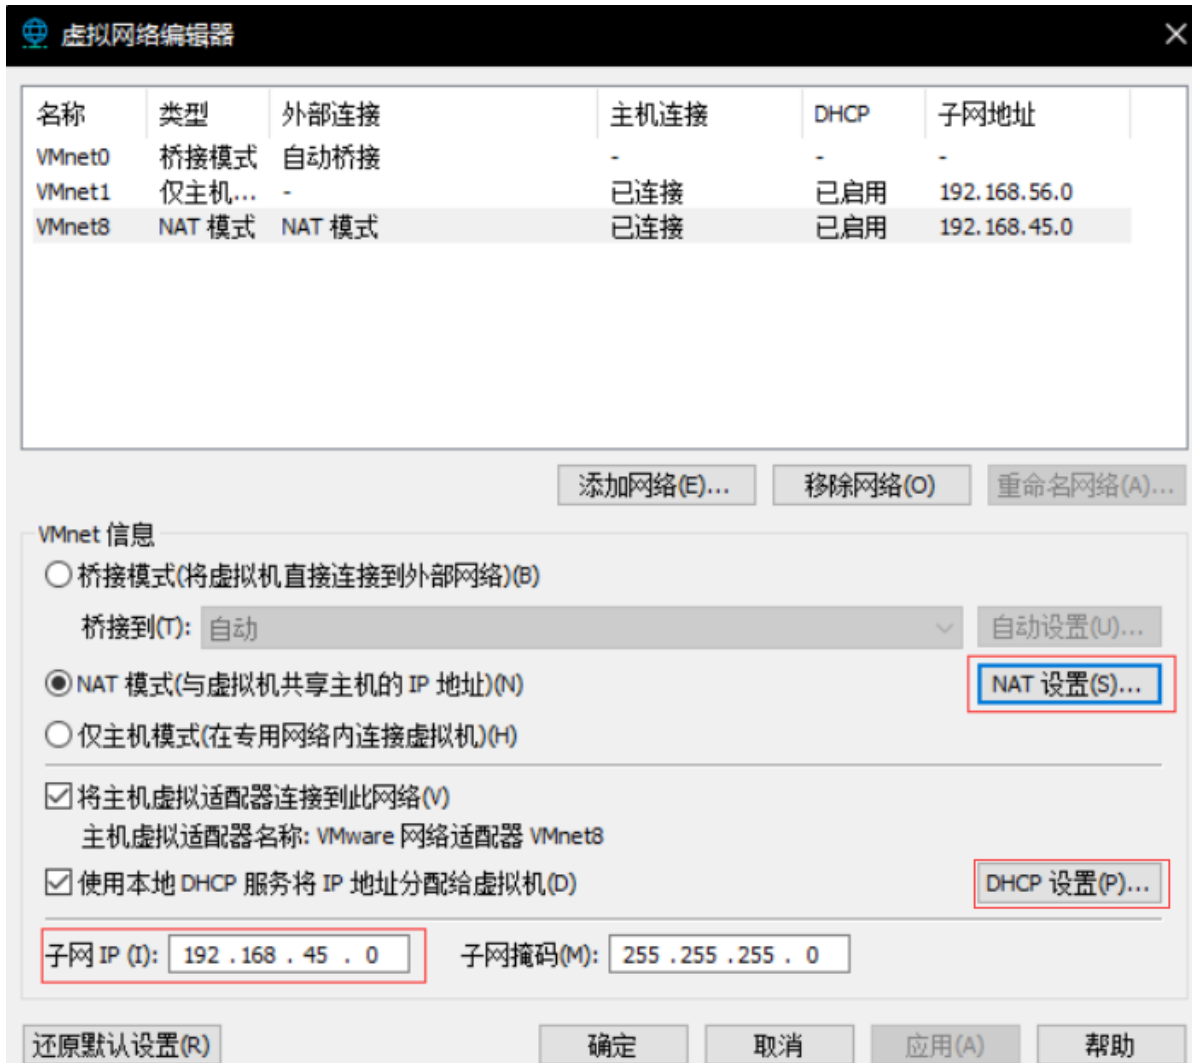 虚拟网络编辑器
名称 类型 外部连接 主机连接 DHCP 子网地址
VMnet0 桥接模式 自动桥接 - - -
VMnet1 仅主机... - 已连接 已启用 192.168.56.0
VMnet8 NAT 模式 NAT 模式 已连接 已启用 192.168.45.0
添加网络(E)... 移除网络(O) 重命名网络(A)...
VMnet 信息
桥接模式(将虚拟机直接连接到外部网络)(B)
桥接到(T): 自动 自动设置(U)...
NAT 模式(与虚拟机共享主机的 IP 地址)(N) NAT 设置(S)...
仅主机模式(在专用网络内连接虚拟机)(H)
将主机虚拟适配器连接到此网络(V)
主机虚拟适配器名称: VMware 网络适配器 VMnet8
使用本地 DHCP 服务将 IP 地址分配给虚拟机(D) DHCP 设置(P)...
子网 IP (I): 192 . 168 . 45 . 0 子网掩码(M): 255 . 255 . 255 . 0
还原默认设置(R) 确定 取消 应用(A) 帮助